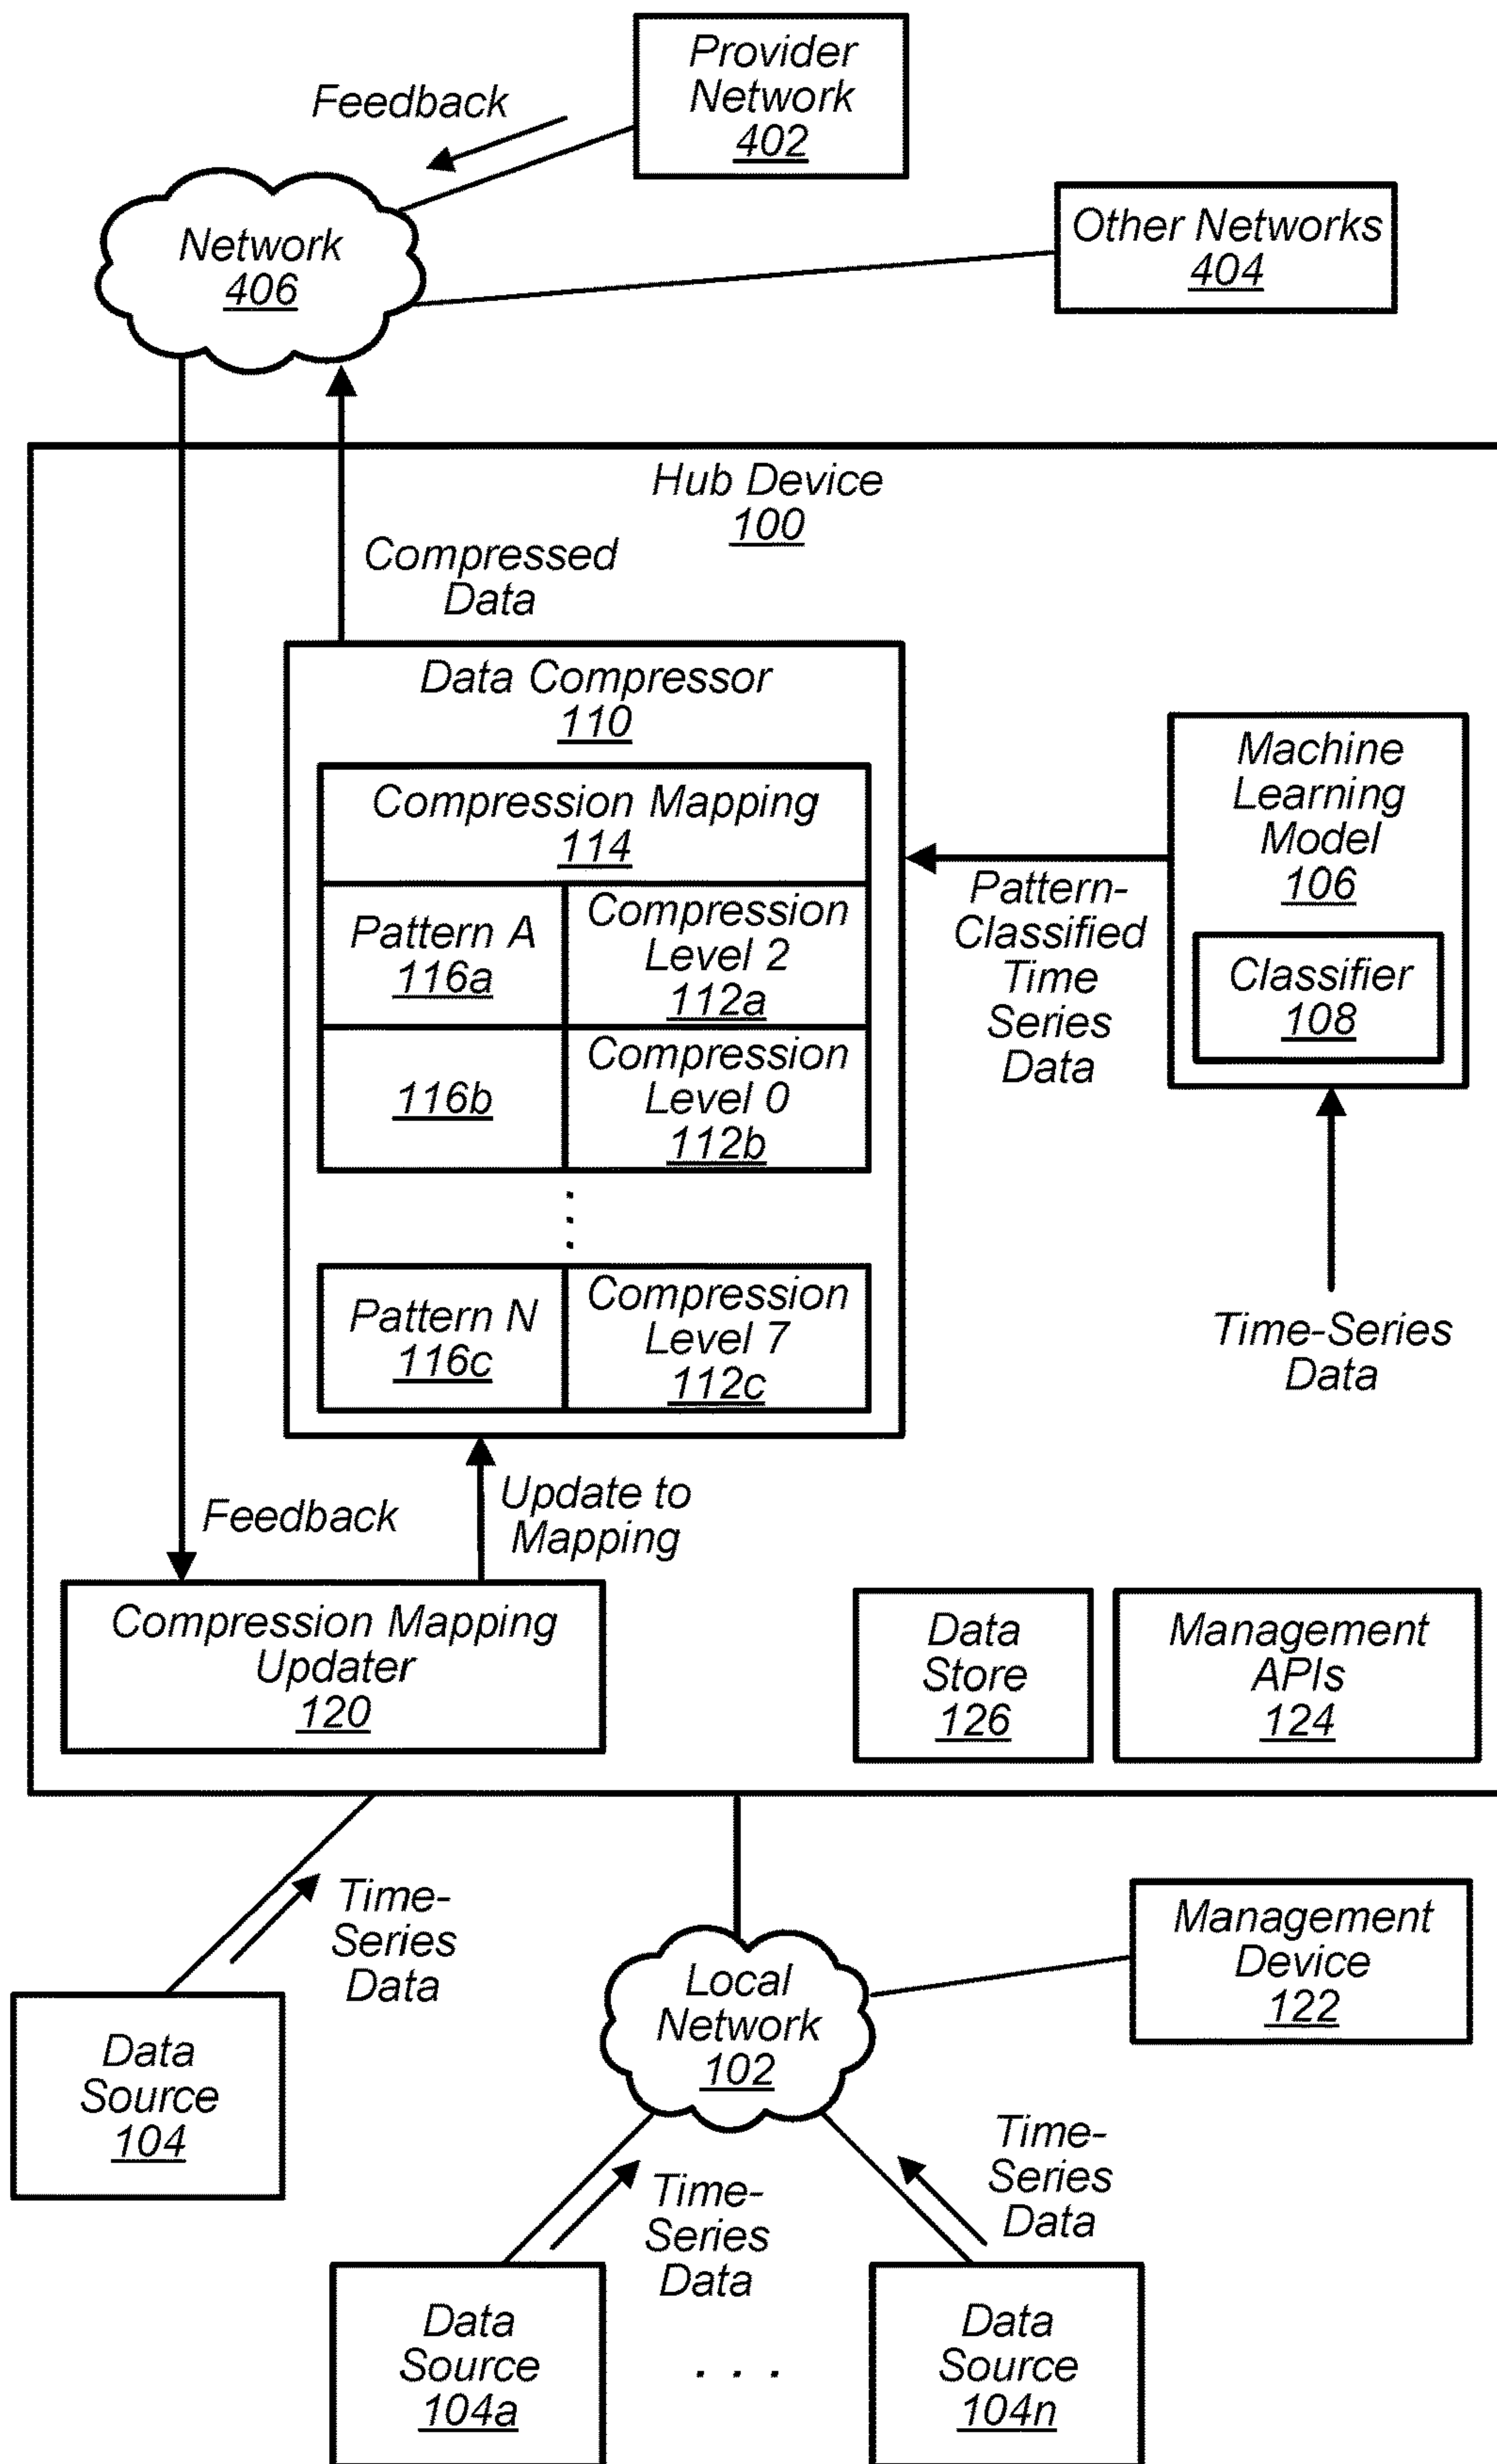 Provider
Network
402
Feedback
Network
406
Other Networks
404
Hub Device
100
Compressed
Data
Data Compressor
110
Compression Mapping
114
Pattern A
116a
Compression
Level 2
112a
116b
Compression
Level 0
112b
.
.
.
Pattern N
116c
Compression
Level 7
112c
Machine
Learning
Model
106
Classifier
108
Pattern-
Classified
Time
Series
Data
Time-Series
Data
Feedback
Update to
Mapping
Compression Mapping
Updater
120
Data
Store
126
Management
APIs
124
Time-
Series
Data
Data
Source
104
Local
Network
102
Management
Device
122
Time-
Series
Data
Time-
Series
Data
Data
Source
104a
. . .
Data
Source
104n